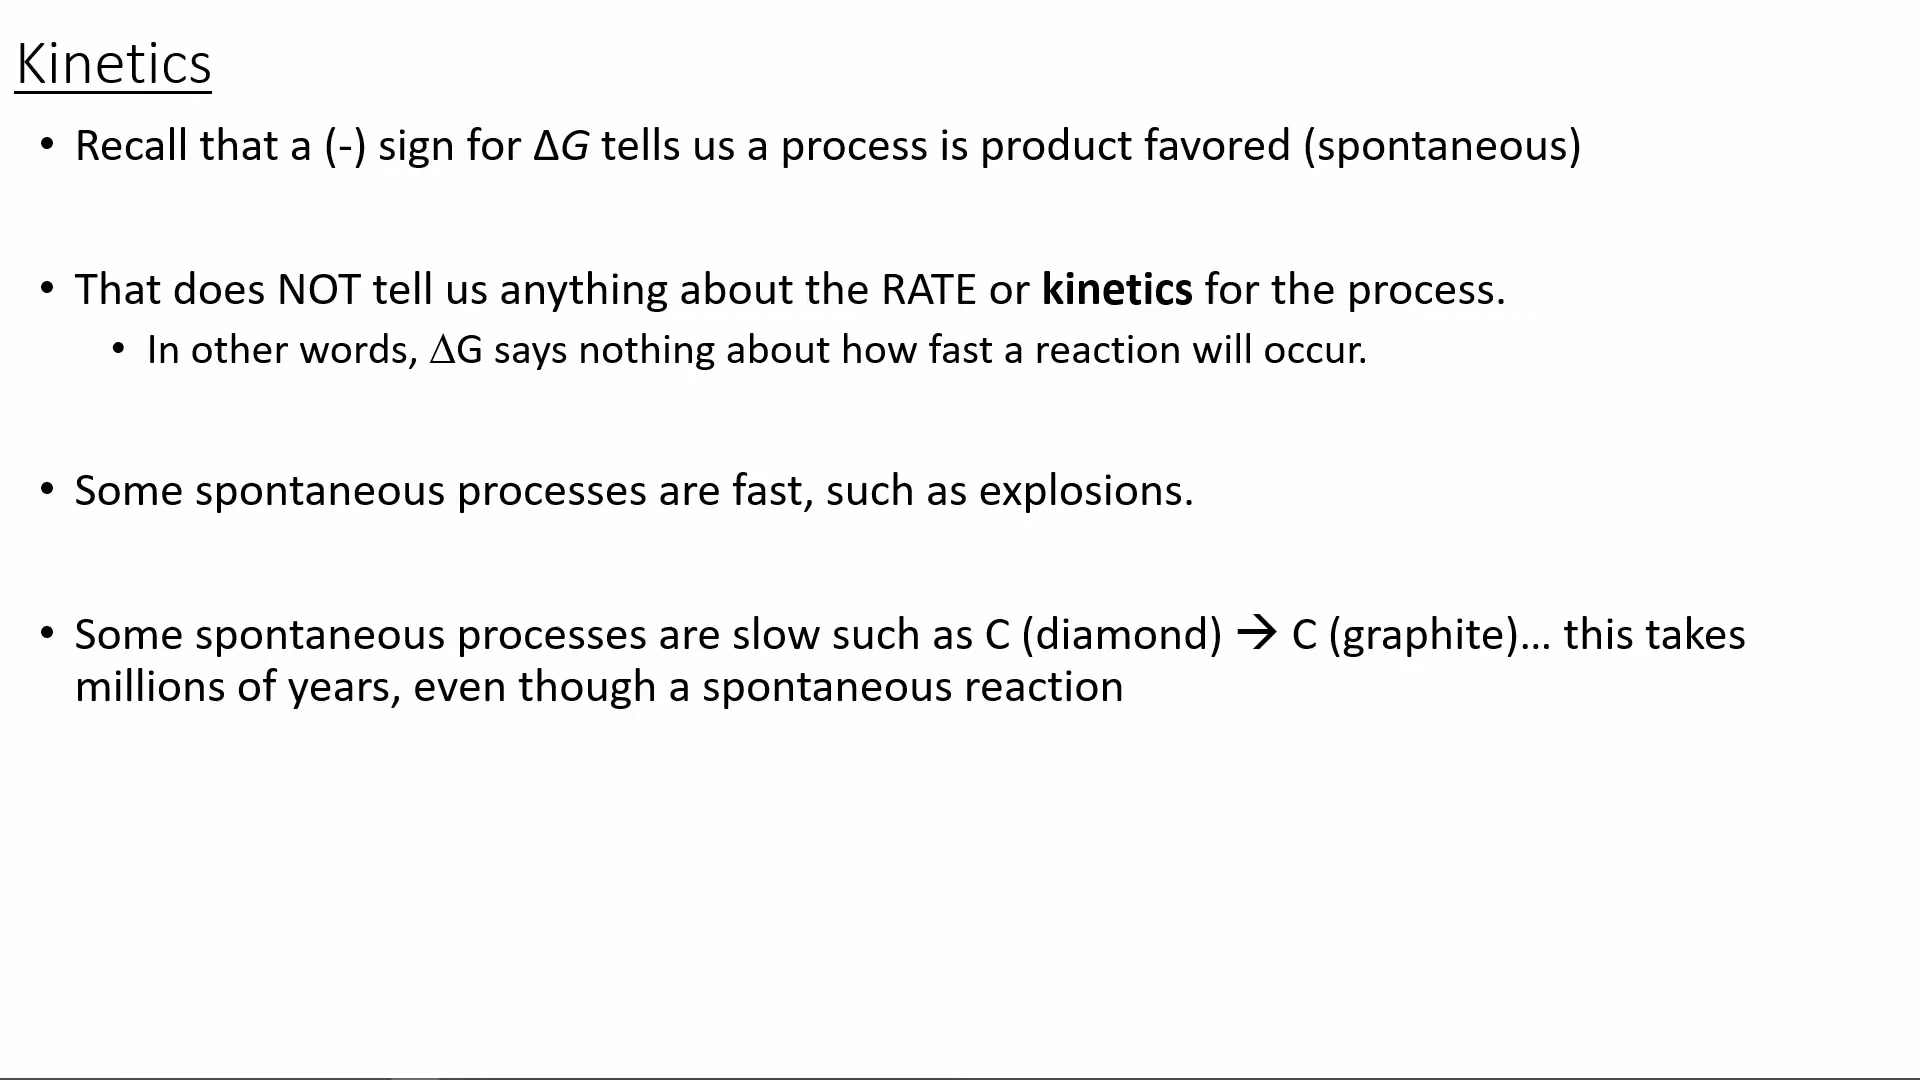 Kinetics
• Recall that a (-) sign for ΔG tells us a process is product favored (spontaneous)
• That does NOT tell us anything about the RATE or kinetics for the process.
• In other words, ΔG says nothing about how fast a reaction will occur.
• Some spontaneous processes are fast, such as explosions.
• Some spontaneous processes are slow such as C (diamond) → C (graphite)... this takes
millions of years, even though a spontaneous reaction